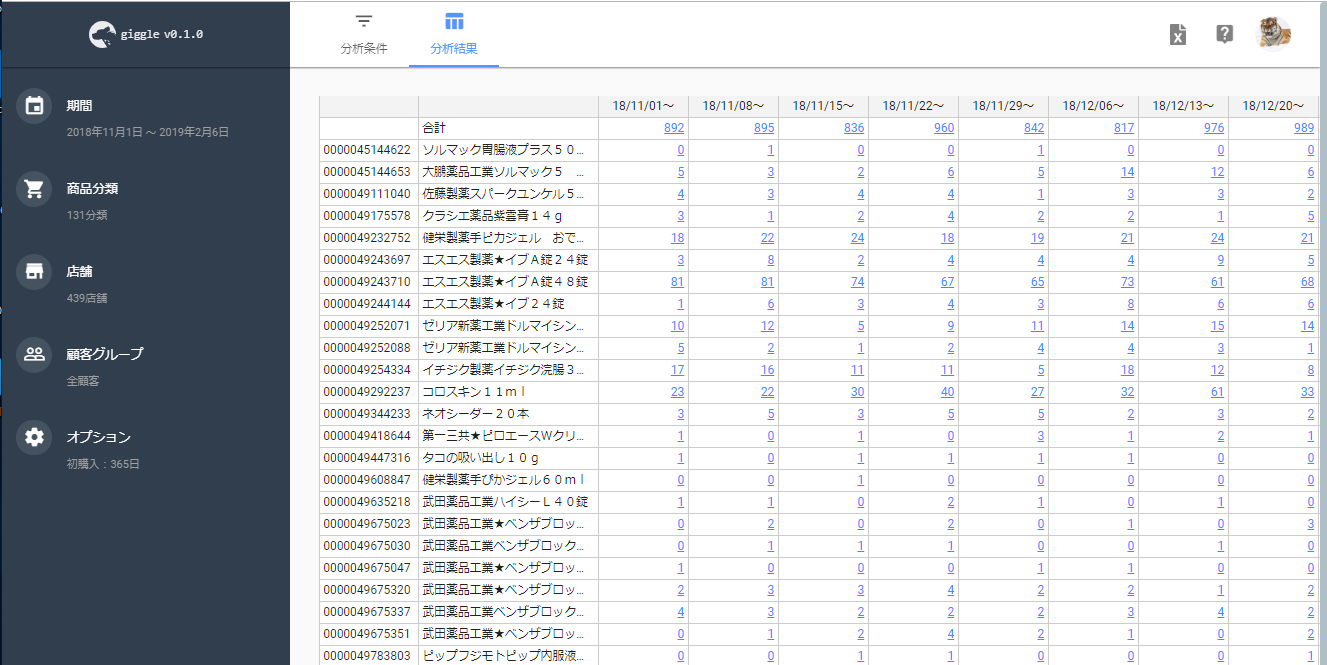 giggle v0.1.0
期間
2018年11月1日 ～ 2019年2月6日
商品分類
131分類
店舗
439店舗
顧客グループ
全顧客
オプション
初購入：365日
分析条件
分析結果
18/11/01～ 18/11/08～ 18/11/15～ 18/11/22～ 18/11/29～ 18/12/06～ 18/12/13～ 18/12/20～
合計 892 895 836 960 842 817 976 989
0000045144622 ソルマック胃腸液プラス５０... 0 1 0 0 1 0 0 0
0000045144653 大鵬薬品工業ソルマック５　... 5 3 2 6 5 14 12 6
0000049111040 佐藤製薬スパークユンケル５... 4 3 4 4 1 3 3 2
0000049175578 クラシエ薬品紫雲膏１４ｇ 3 1 2 4 2 2 1 5
0000049232752 健栄製薬手ピカジェル　おで... 18 22 24 18 19 21 24 21
0000049243697 エスエス製薬★イブＡ錠２４錠 3 8 2 4 4 4 9 5
0000049243710 エスエス製薬★イブＡ錠４８錠 81 81 74 67 65 73 61 68
0000049244144 エスエス製薬★イブ２４錠 1 6 3 4 3 8 6 6
0000049252071 ゼリア新薬工業ドルマイシン... 10 12 5 9 11 14 15 14
0000049252088 ゼリア新薬工業ドルマイシン... 5 2 1 2 4 4 3 1
0000049254334 イチジク製薬イチジク浣腸３... 17 16 11 11 5 18 12 8
0000049292237 コロスキン１１ｍｌ 23 22 30 40 27 32 61 33
0000049344233 ネオシーダー２０本 3 5 3 5 5 2 3 2
0000049418644 第一三共★ピロエースＷクリ... 1 0 1 0 3 1 2 1
0000049447316 タコの吸い出し１０ｇ 1 0 1 1 1 1 0 0
0000049608847 健栄製薬手ぴかジェル６０ｍｌ 0 0 1 0 0 0 0 0
0000049635218 武田薬品工業ハイシーＬ４０錠 1 1 0 2 1 0 1 0
0000049675023 武田薬品工業★ベンザブロッ... 0 2 0 2 0 1 0 3
0000049675030 武田薬品工業ベンザブロック... 0 1 1 1 0 0 1 0
0000049675047 武田薬品工業★ベンザブロッ... 1 0 0 0 1 1 0 0
0000049675320 武田薬品工業★ベンザブロッ... 2 3 3 4 2 2 1 2
0000049675337 武田薬品工業ベンザブロック... 4 3 2 2 2 3 4 2
0000049675351 武田薬品工業★ベンザブロッ... 0 1 2 4 2 1 0 2
0000049783803 ピップフジモトピップ内服液... 0 0 1 1 0 0 0 1